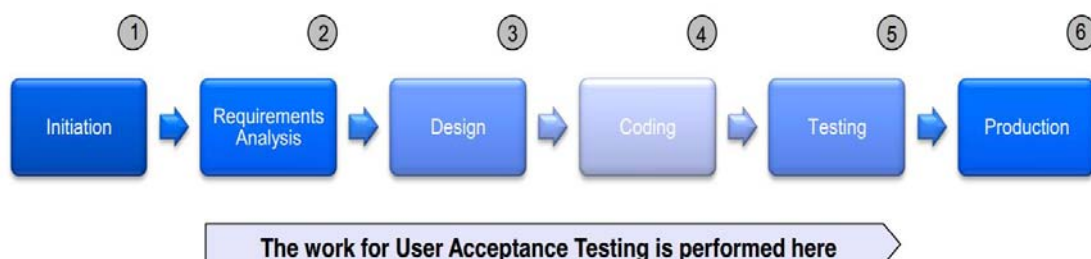 1 2 3 4 5 6
Initiation
Requirements
Analysis
Design
Coding
Testing
Production
The work for User Acceptance Testing is performed here